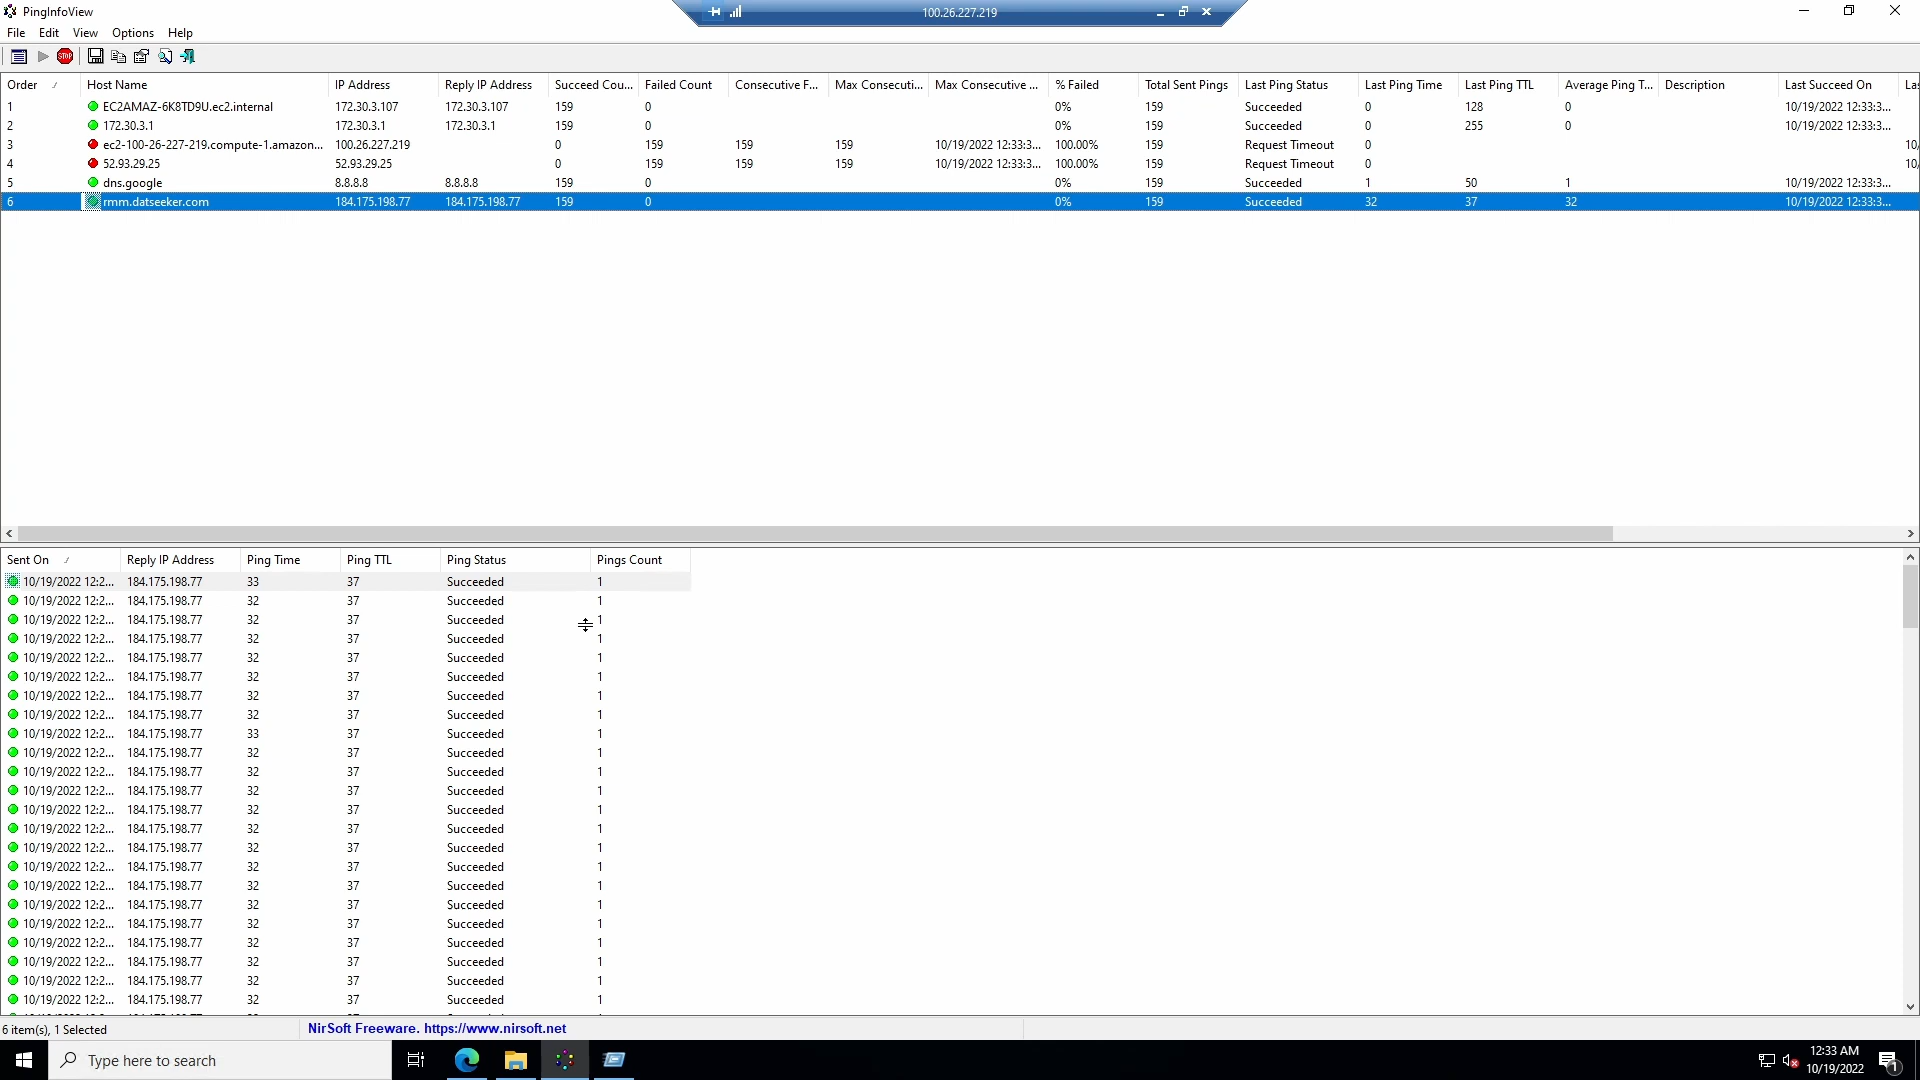 PingInfoView
100.26.227.219
File Edit View Options Help
Order Host Name IP Address Reply IP Address Succeed Cou... Failed Count Consecutive F... Max Consecuti... Max Consecutive ... % Failed Total Sent Pings Last Ping Status Last Ping Time Last Ping TTL Average Ping T... Description Last Succeed On Las
1 EC2AMAZ-6K8TD9U.ec2.internal 172.30.3.107 172.30.3.107 159 0 0% 159 Succeeded 0 128 0 10/19/2022 12:33:3...
2 172.30.3.1 172.30.3.1 172.30.3.1 159 0 0% 159 Succeeded 0 255 0 10/19/2022 12:33:3...
3 ec2-100-26-227-219.compute-1.amazon... 100.26.227.219 0 159 159 159 10/19/2022 12:33:3... 100.00% 159 Request Timeout 0 10/
4 52.93.29.25 52.93.29.25 0 159 159 159 10/19/2022 12:33:3... 100.00% 159 Request Timeout 0 10/
5 dns.google 8.8.8.8 8.8.8.8 159 0 0% 159 Succeeded 1 50 1 10/19/2022 12:33:3...
6 rmm.datseeker.com 184.175.198.77 184.175.198.77 159 0 0% 159 Succeeded 32 37 32 10/19/2022 12:33:3...
Sent On Reply IP Address Ping Time Ping TTL Ping Status Pings Count
10/19/2022 12:2... 184.175.198.77 33 37 Succeeded 1
10/19/2022 12:2... 184.175.198.77 32 37 Succeeded 1
10/19/2022 12:2... 184.175.198.77 32 37 Succeeded 1
10/19/2022 12:2... 184.175.198.77 32 37 Succeeded 1
10/19/2022 12:2... 184.175.198.77 32 37 Succeeded 1
10/19/2022 12:2... 184.175.198.77 32 37 Succeeded 1
10/19/2022 12:2... 184.175.198.77 32 37 Succeeded 1
10/19/2022 12:2... 184.175.198.77 32 37 Succeeded 1
10/19/2022 12:2... 184.175.198.77 33 37 Succeeded 1
10/19/2022 12:2... 184.175.198.77 32 37 Succeeded 1
10/19/2022 12:2... 184.175.198.77 32 37 Succeeded 1
10/19/2022 12:2... 184.175.198.77 32 37 Succeeded 1
10/19/2022 12:2... 184.175.198.77 32 37 Succeeded 1
10/19/2022 12:2... 184.175.198.77 32 37 Succeeded 1
10/19/2022 12:2... 184.175.198.77 32 37 Succeeded 1
10/19/2022 12:2... 184.175.198.77 32 37 Succeeded 1
10/19/2022 12:2... 184.175.198.77 32 37 Succeeded 1
10/19/2022 12:2... 184.175.198.77 32 37 Succeeded 1
10/19/2022 12:2... 184.175.198.77 32 37 Succeeded 1
10/19/2022 12:2... 184.175.198.77 32 37 Succeeded 1
10/19/2022 12:2... 184.175.198.77 32 37 Succeeded 1
10/19/2022 12:2... 184.175.198.77 32 37 Succeeded 1
10/19/2022 12:2... 184.175.198.77 32 37 Succeeded 1
6 item(s), 1 Selected NirSoft Freeware. https://www.nirsoft.net
Type here to search
12:33 AM
10/19/2022
1